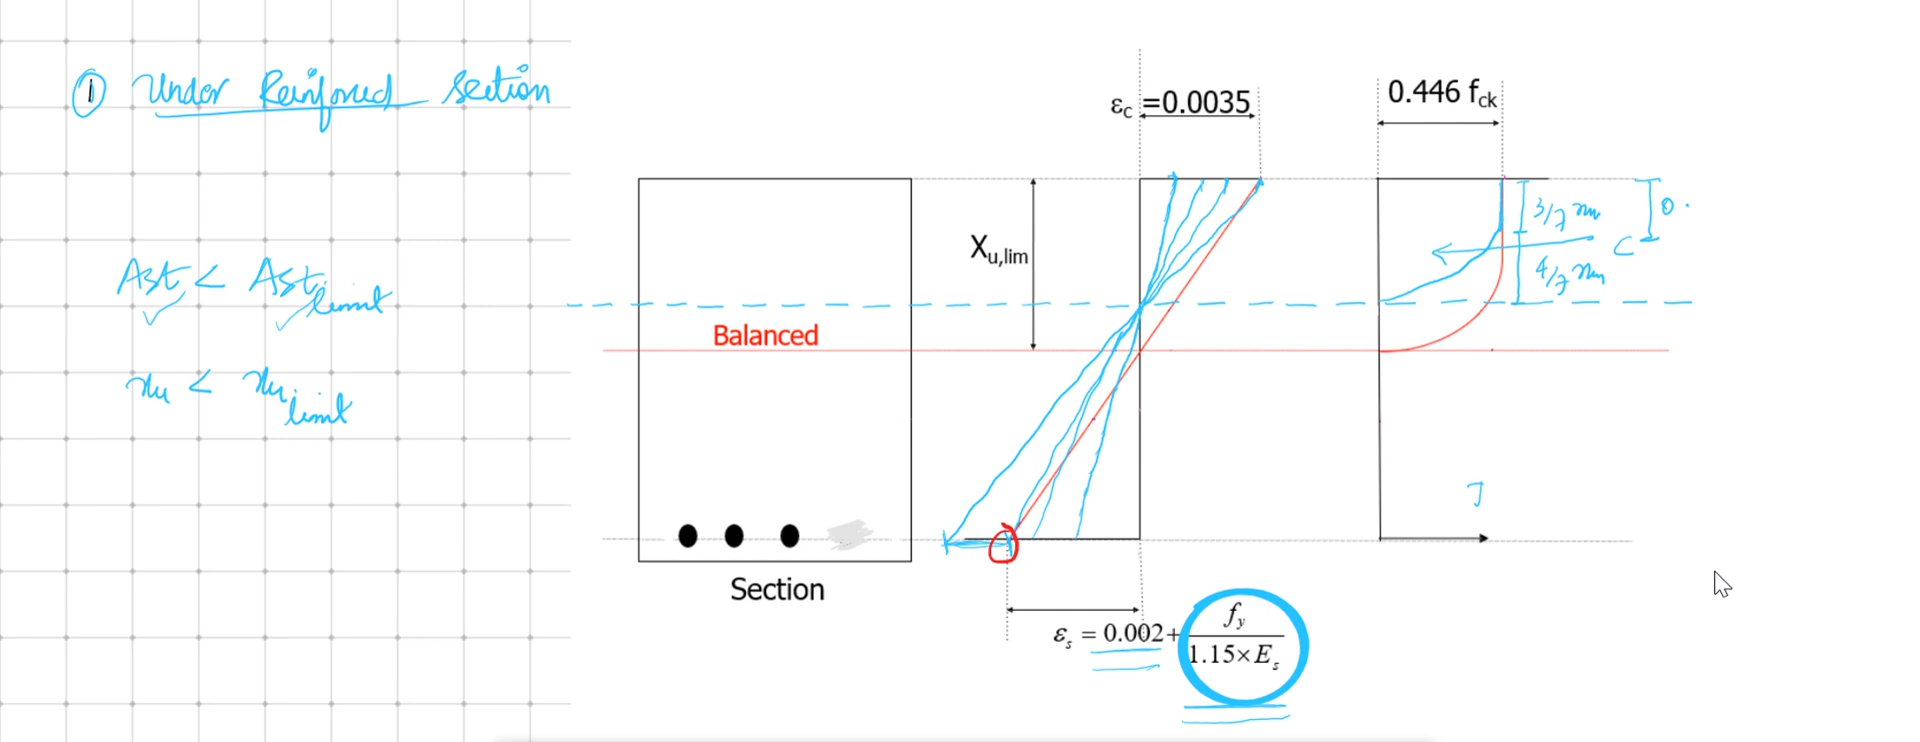 ① Under Reinforced section
Ast < Ast limit
xu < xu limit
εc =0.0035
0.446 fck
Xu,lim
Balanced
3/7 xu
0.
C
4/7 xu
T
Section
εs = 0.002+ fy
1.15×Es